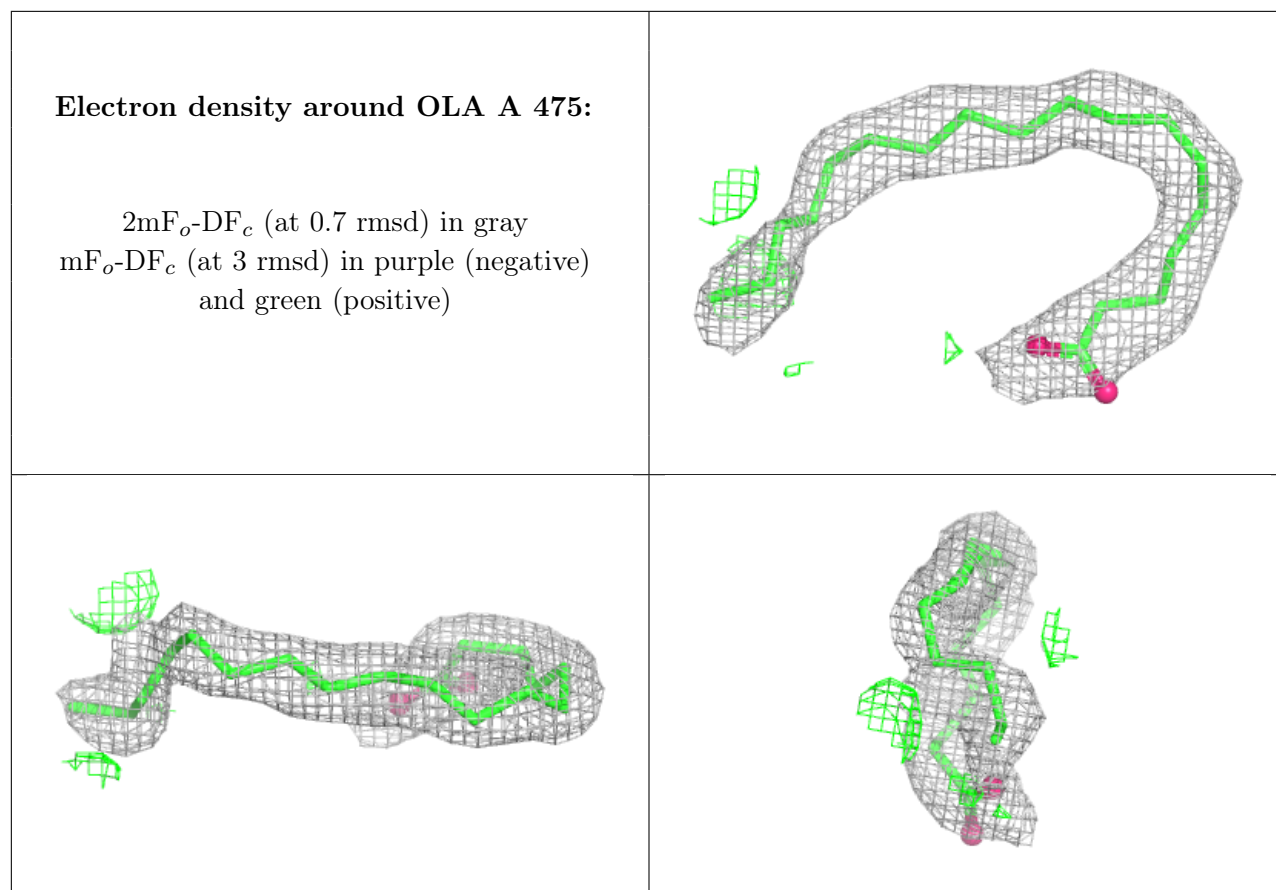 Electron density around OLA A 475:
2mFo-DFc (at 0.7 rmsd) in gray
mFo-DFc (at 3 rmsd) in purple (negative)
and green (positive)